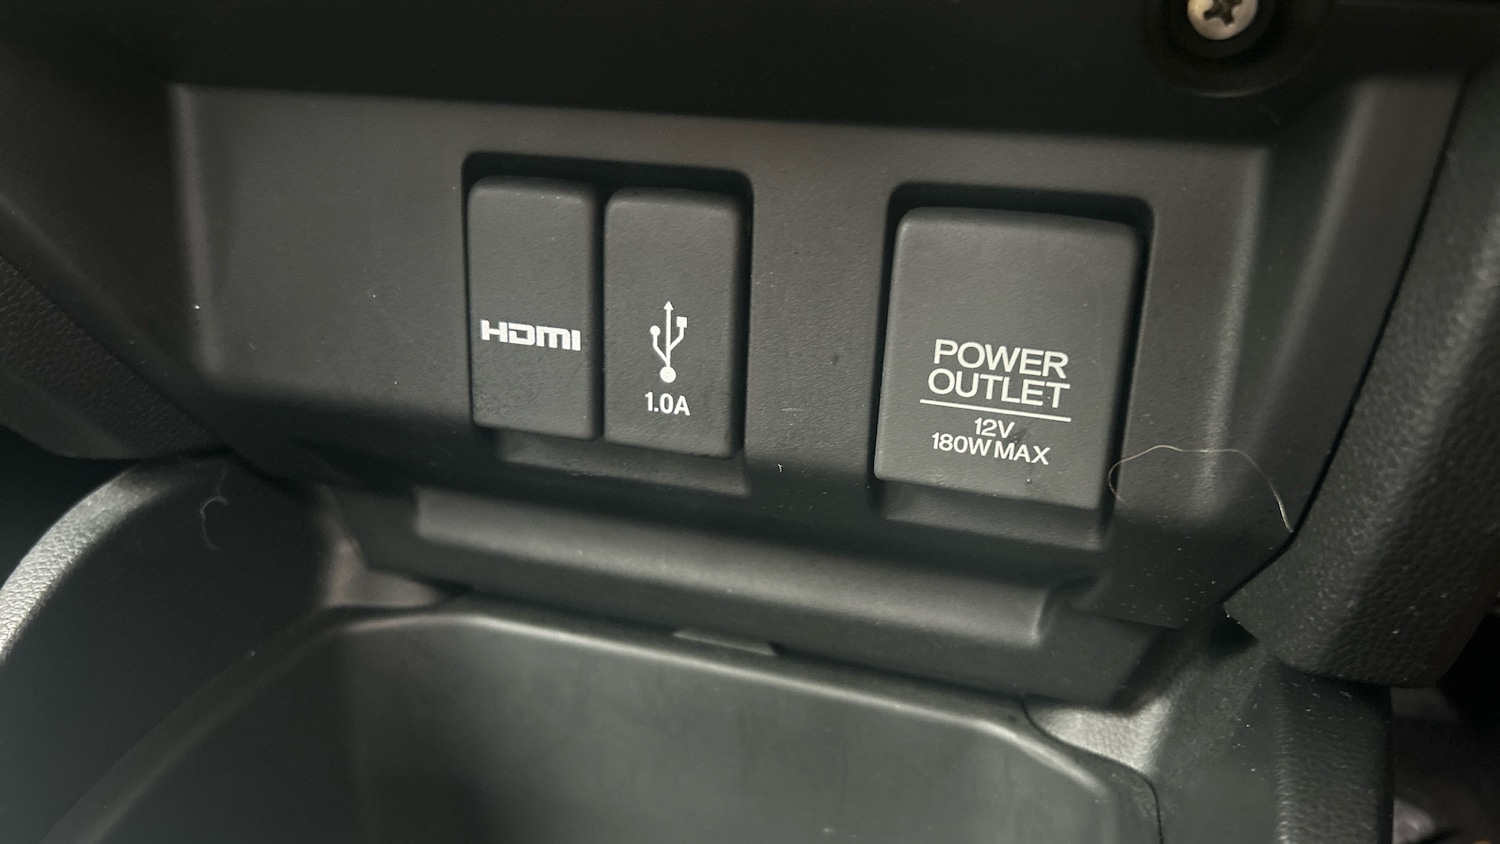 HDMI
1.0A
POWER
OUTLET
12V
180W MAX